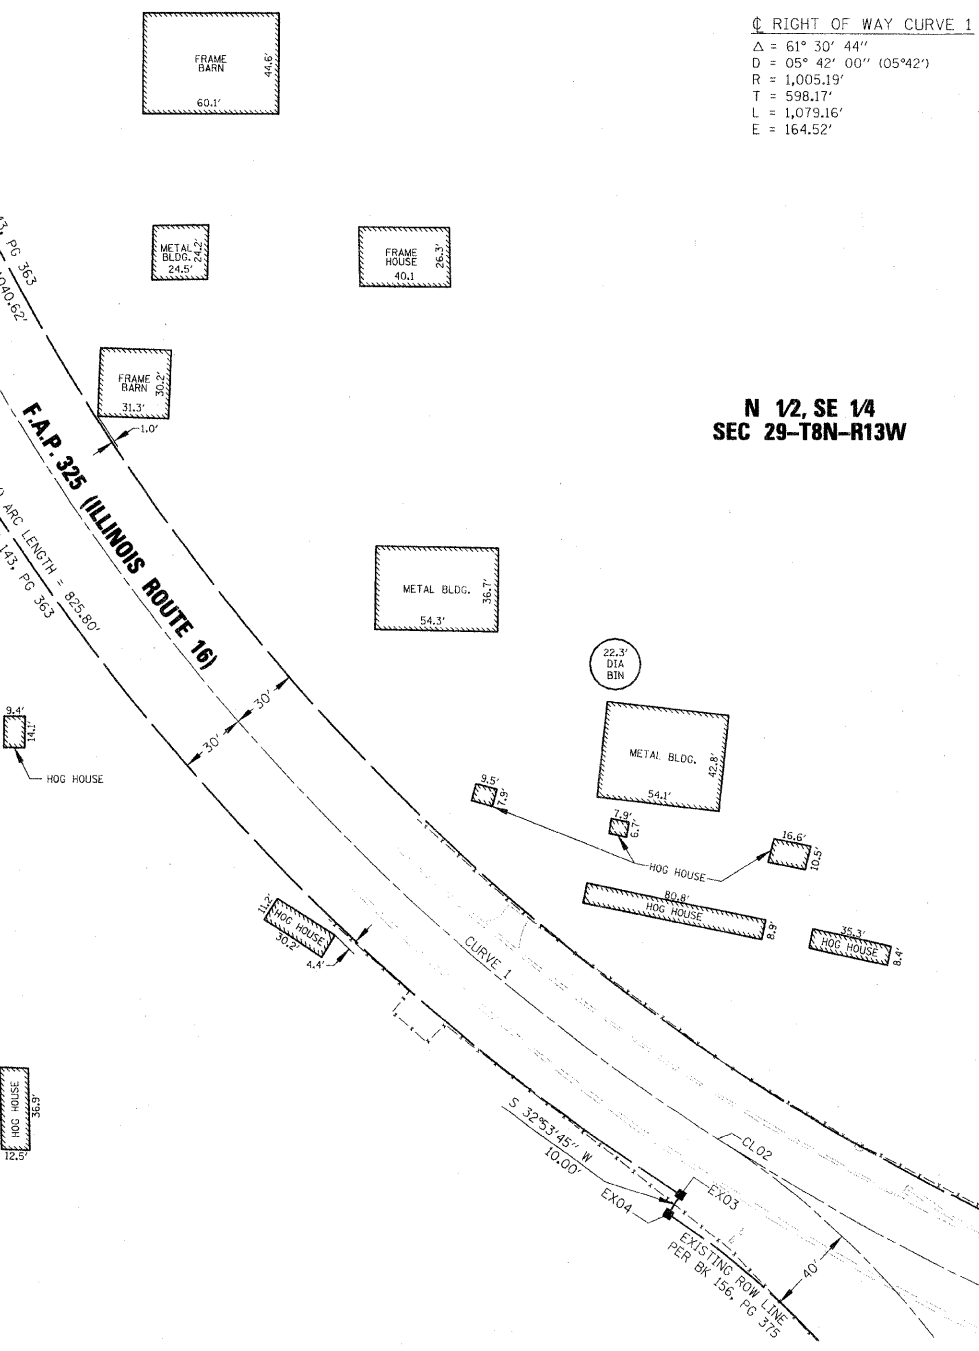 ℄ RIGHT OF WAY CURVE 1
Δ = 61° 30' 44"
D = 05° 42' 00" (05°42')
R = 1,005.19'
T = 598.17'
L = 1,079.16'
E = 164.52'
FRAME
BARN
44.6'
60.1'
PG 363
METAL
BLDG.
24.2'
24.5'
FRAME
HOUSE
26.3'
40.1
FRAME
BARN
30.2'
31.3'
1.0'
N 1/2, SE 1/4
SEC 29-T8N-R13W
F.A.P. 325 (ILLINOIS ROUTE 16)
ARC LENGTH = 825.80'
143, PG 363
METAL BLDG.
36.7'
54.3'
22.3'
DIA
BIN
30'
30'
9.4'
14.1'
HOG HOUSE
METAL BLDG.
42.8'
54.1'
9.5'
7.9'
7.9'
6.7'
16.6'
10.5'
HOG HOUSE
80.8'
HOG HOUSE
8.9'
35.3'
HOG HOUSE
8.4'
11.2'
HOG HOUSE
30.2'
4.4'
CURVE 1
HOG HOUSE
36.9'
12.5'
S 32°53'45" W
10.00'
CL02
EX03
EX04
EXISTING ROW LINE
PER BK 156, PG 375
40'